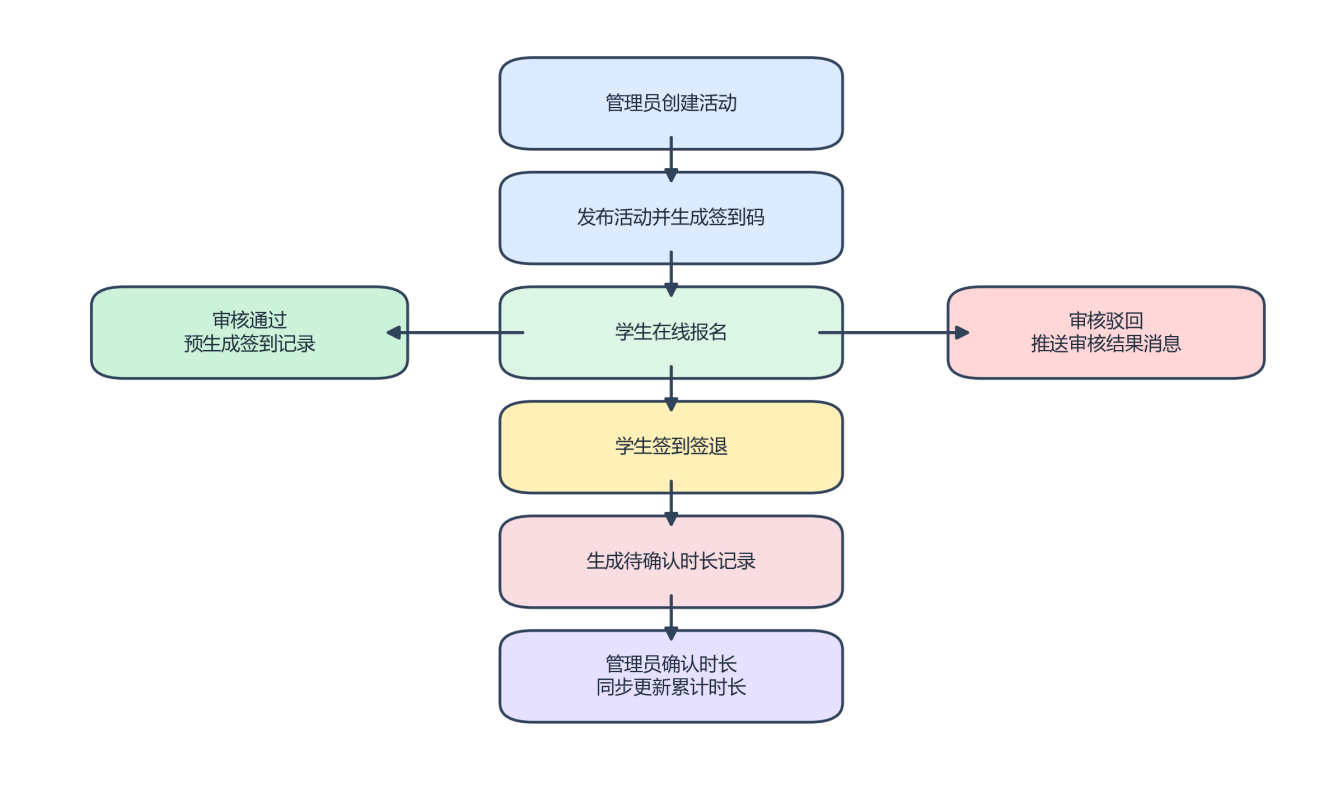 管理员创建活动
发布活动并生成签到码
审核通过
预生成签到记录
学生在线报名
审核驳回
推送审核结果消息
学生签到签退
生成待确认时长记录
管理员确认时长
同步更新累计时长